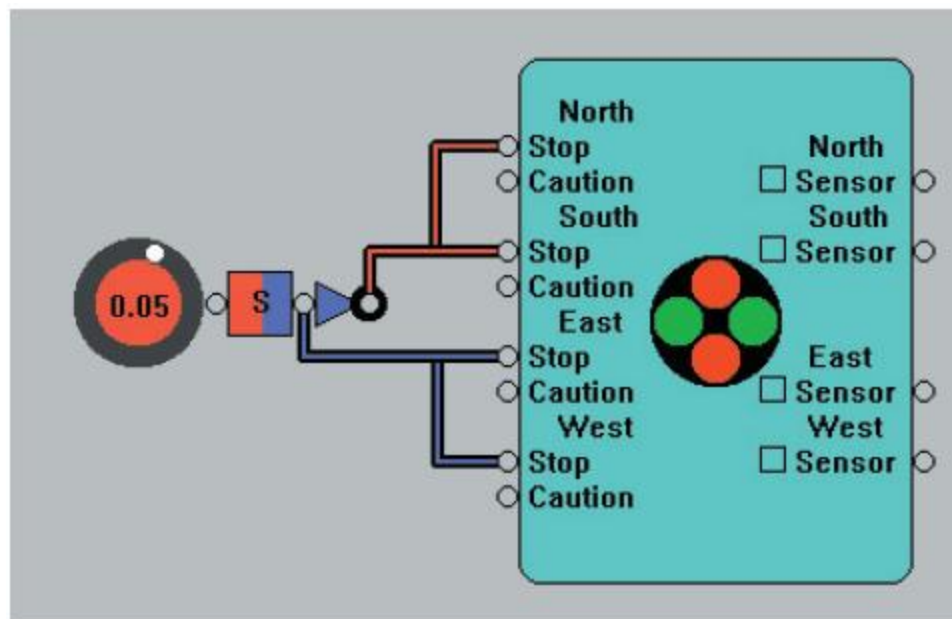 North
Stop
North
Caution
Sensor
South
South
Stop
Sensor
Caution
0.05
S
East
Stop
East
Caution
Sensor
West
West
Stop
Sensor
Caution